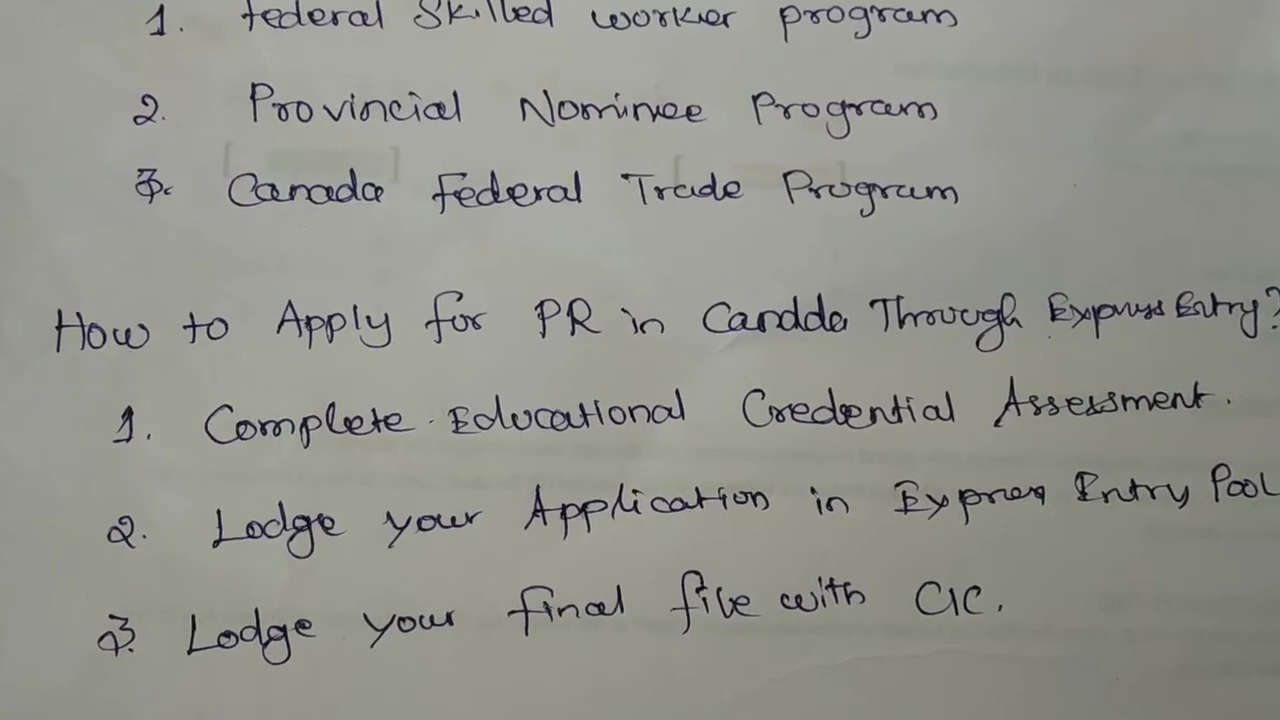 1. Federal Skilled worker program
2. Provincial Nominee Program
3. Canada Federal Trade Program
How to Apply for PR in Candda Through Express Entry?
1. Complete Educational Credential Assessment.
2. Lodge your Application in Express Entry Pool
3. Lodge your final file with CIC.